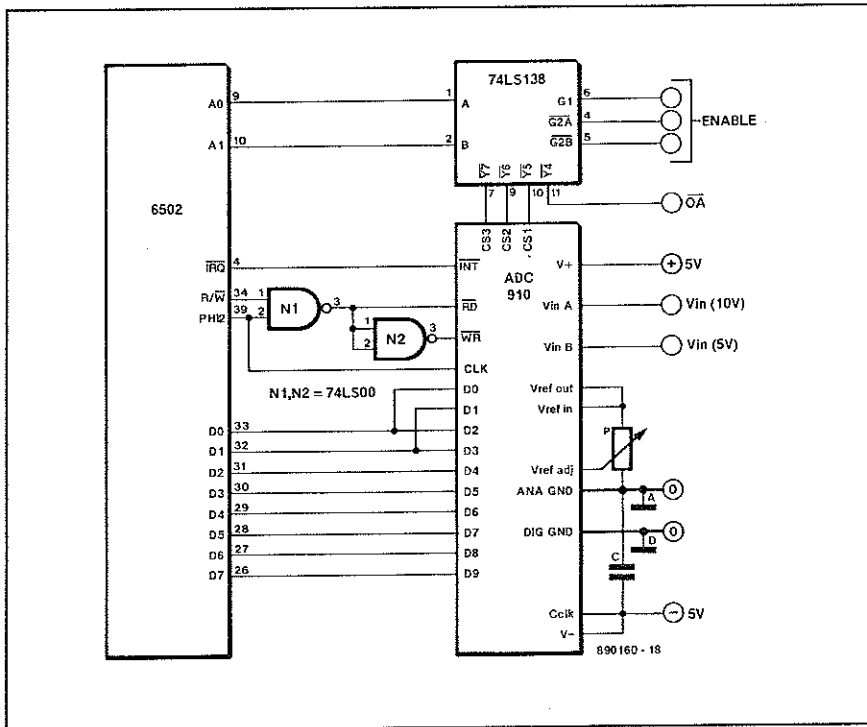 74LS138
A0 9 1 A G1 6
G2A 4 ENABLE
A1 10 2 B G2B 5
Y7 Y6 Y5 Y4
7 9 10 11
OA
6502
CS3 CS2 CS1
IRQ 4 INT V+ + 5V
ADC
910
R/W 34 1 N1 3 RD Vin A Vin (10V)
PHI2 39 2
1 N2 3 WR
2
Vin B Vin (5V)
CLK
N1,N2 = 74LS00
D0 Vref out
D1 Vref in
D0 33 D2
P
D1 32 D3
D2 31 D4 Vref adj
D3 30 D5 ANA GND A 0
D4 29 D6
D5 28 D7 DIG GND D 0
D6 27 D8
C
D7 26 D9
Cclk - 5V
V-
890160 - 18